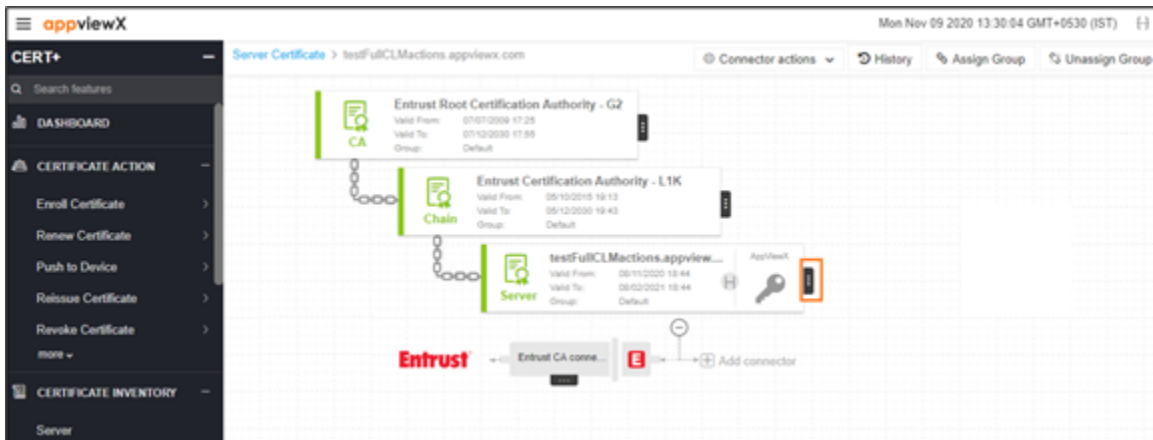 appviewX
Mon Nov 09 2020 13:30:04 GMT+0530 (IST)
CERT+
Server Certificate > testFullCLMactions.appviewx.com
Connector actions
History
Assign Group
Unassign Group
Search features
DASHBOARD
CERTIFICATE ACTION
Enroll Certificate
Renew Certificate
Push to Device
Reissue Certificate
Revoke Certificate
more
CERTIFICATE INVENTORY
Server
Entrust Root Certification Authority - G2
Valid From: 07/07/2009 17:25
Valid To: 07/12/2030 17:55
Group: Default
CA
Entrust Certification Authority - L1K
Valid From: 05/10/2015 19:13
Valid To: 05/12/2030 19:43
Group: Default
Chain
testFullCLMactions.appview...
Valid From: 08/11/2020 18:44
Valid To: 08/02/2021 18:44
Group: Default
Server
H
AppViewX
Entrust
Entrust CA conne...
E
Add connector